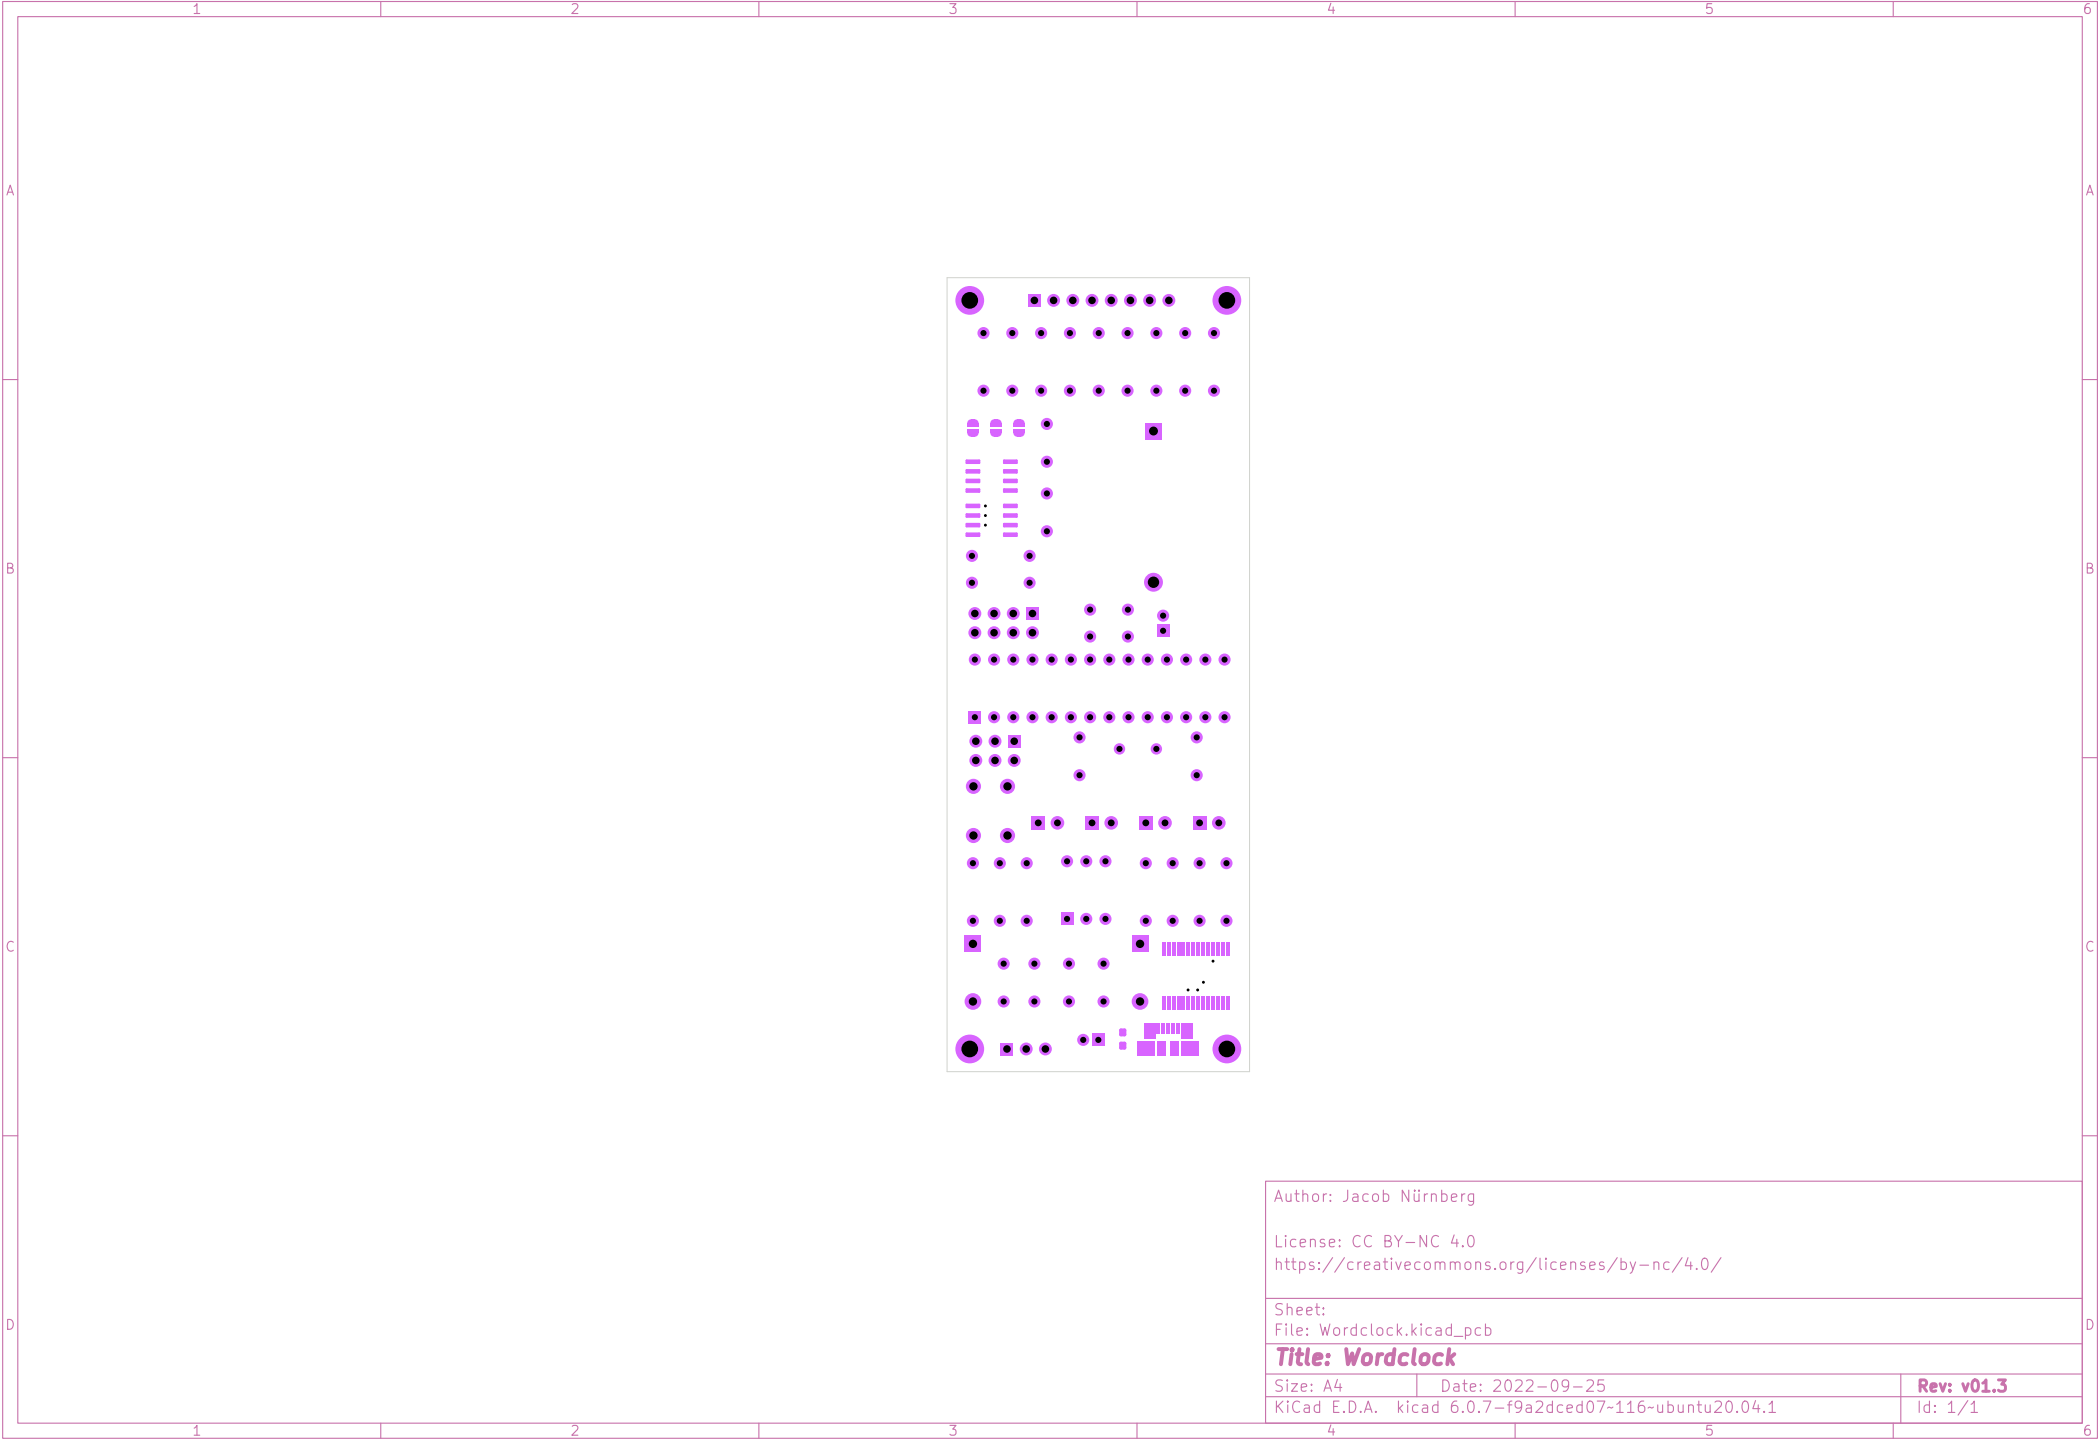 1 2 3 4 5 6
A A
B B
C C
D D
Author: Jacob Nürnberg
License: CC BY-NC 4.0
https://creativecommons.org/licenses/by-nc/4.0/
Sheet:
File: Wordclock.kicad_pcb
Title: Wordclock
Size: A4 Date: 2022-09-25 Rev: v01.3
KiCad E.D.A. kicad 6.0.7-f9a2dced07~116~ubuntu20.04.1 Id: 1/1
1 2 3 4 5 6